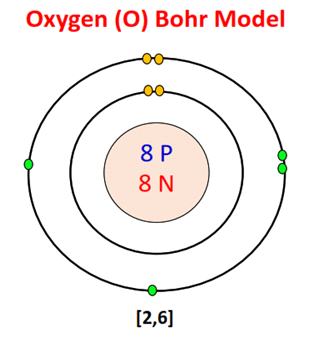 Oxygen (O) Bohr Model
8 P
8 N
[2,6]